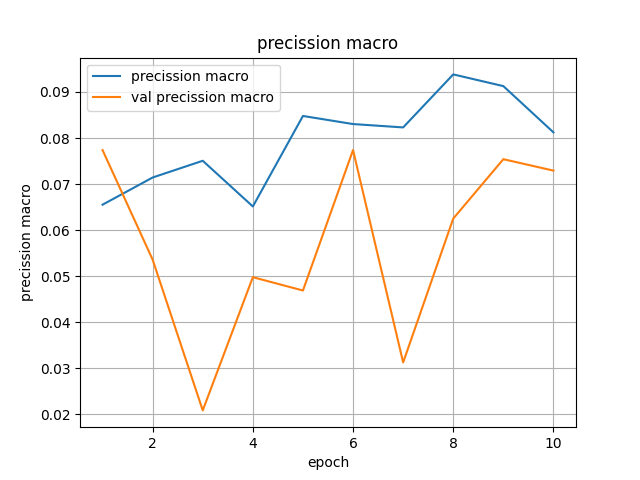 precission macro
precission macro
val precission macro
0.09
0.08
0.07
0.06
0.05
0.04
0.03
0.02
precission macro
2 4 6 8 10
epoch